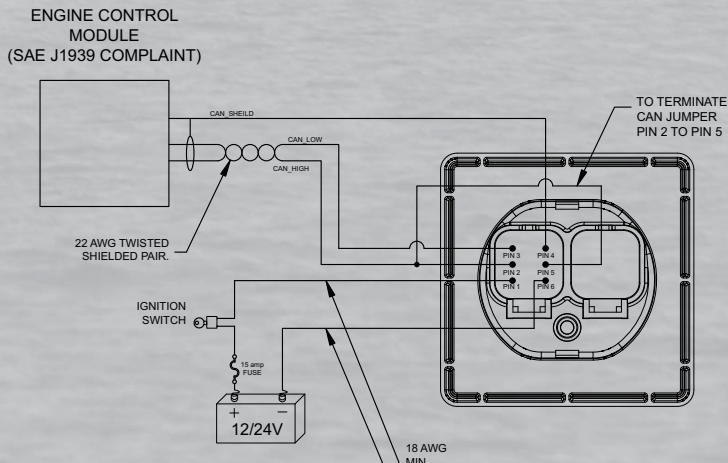 ENGINE CONTROL
MODULE
(SAE J1939 COMPLAINT)
CAN_SHEILD
CAN_LOW
CAN_HIGH
TO TERMINATE
CAN JUMPER
PIN 2 TO PIN 5
22 AWG TWISTED
SHIELDED PAIR.
PIN 3
PIN 4
PIN 2
PIN 5
PIN 1
PIN 6
IGNITION
SWITCH
15 amp
FUSE
+ −
12/24V
18 AWG
MIN